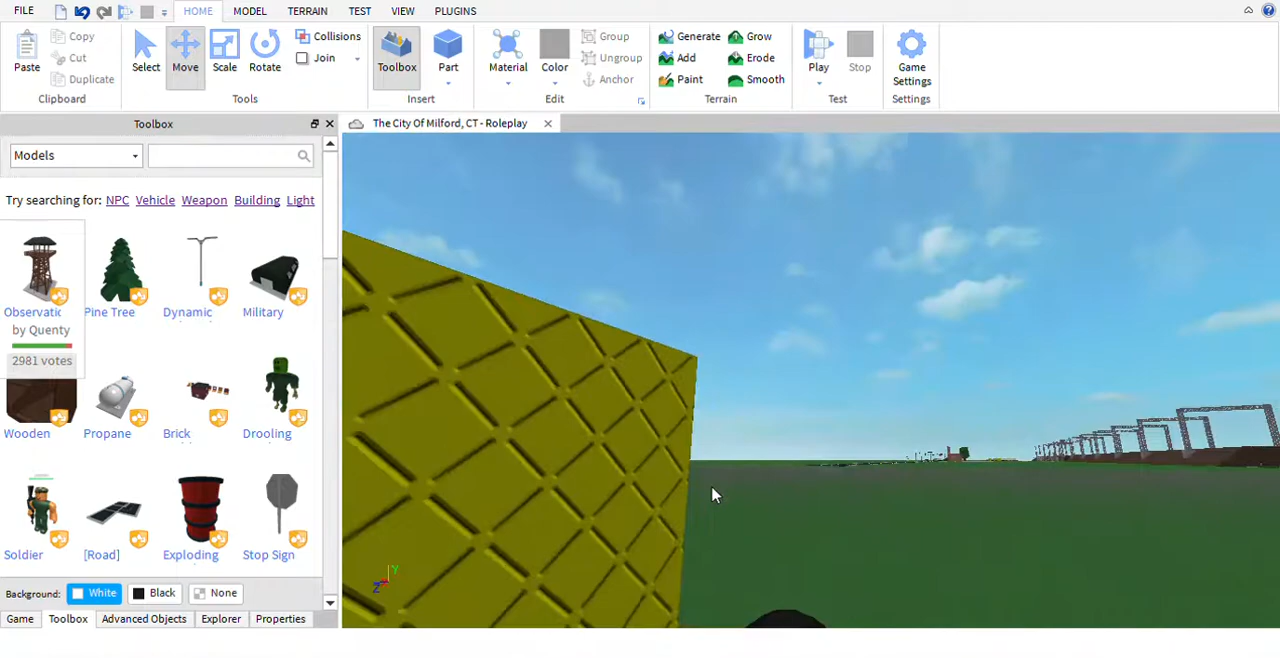 FILE HOME MODEL TERRAIN TEST VIEW PLUGINS
Paste Copy Cut Duplicate
Clipboard
Select Move Scale Rotate Collisions Join
Tools
Toolbox Part
Insert
Material Color Group Ungroup Anchor
Edit
Generate Grow
Add Erode
Paint Smooth
Terrain
Play Stop
Test
Game Settings
Settings
Toolbox
The City Of Milford, CT - Roleplay
Models
Try searching for: NPC Vehicle Weapon Building Light
Observatic Pine Tree Dynamic Military
by Quenty
2981 votes
Wooden Propane Brick Drooling
Soldier [Road] Exploding Stop Sign
Background: White Black None
Game Toolbox Advanced Objects Explorer Properties
Y
Z